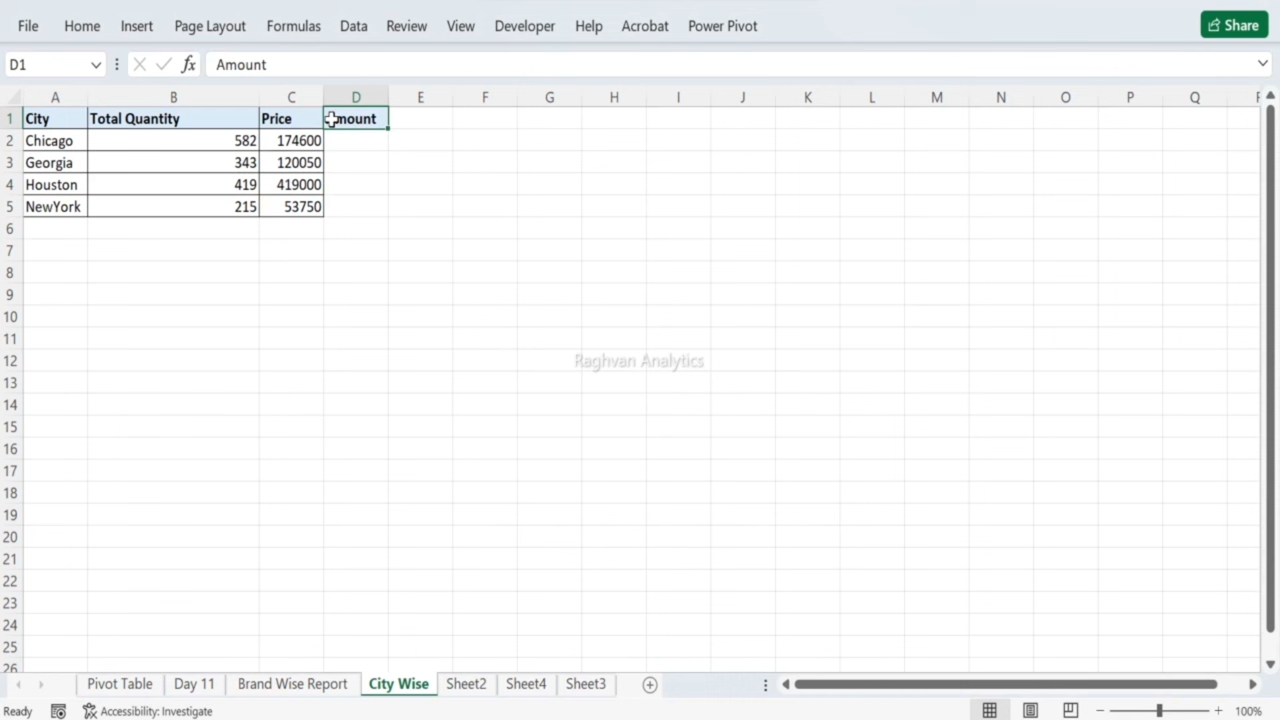 File Home Insert Page Layout Formulas Data Review View Developer Help Acrobat Power Pivot Share
D1 fx Amount
A B C D E F G H I J K L M N O P Q
1 City Total Quantity Price mount
2 Chicago 582 174600
3 Georgia 343 120050
4 Houston 419 419000
5 NewYork 215 53750
6
7
8
9
10
11
12 Raghvan Analytics
13
14
15
16
17
18
19
20
21
22
23
24
25
26
Pivot Table Day 11 Brand Wise Report City Wise Sheet2 Sheet4 Sheet3
Ready Accessibility: Investigate 100%